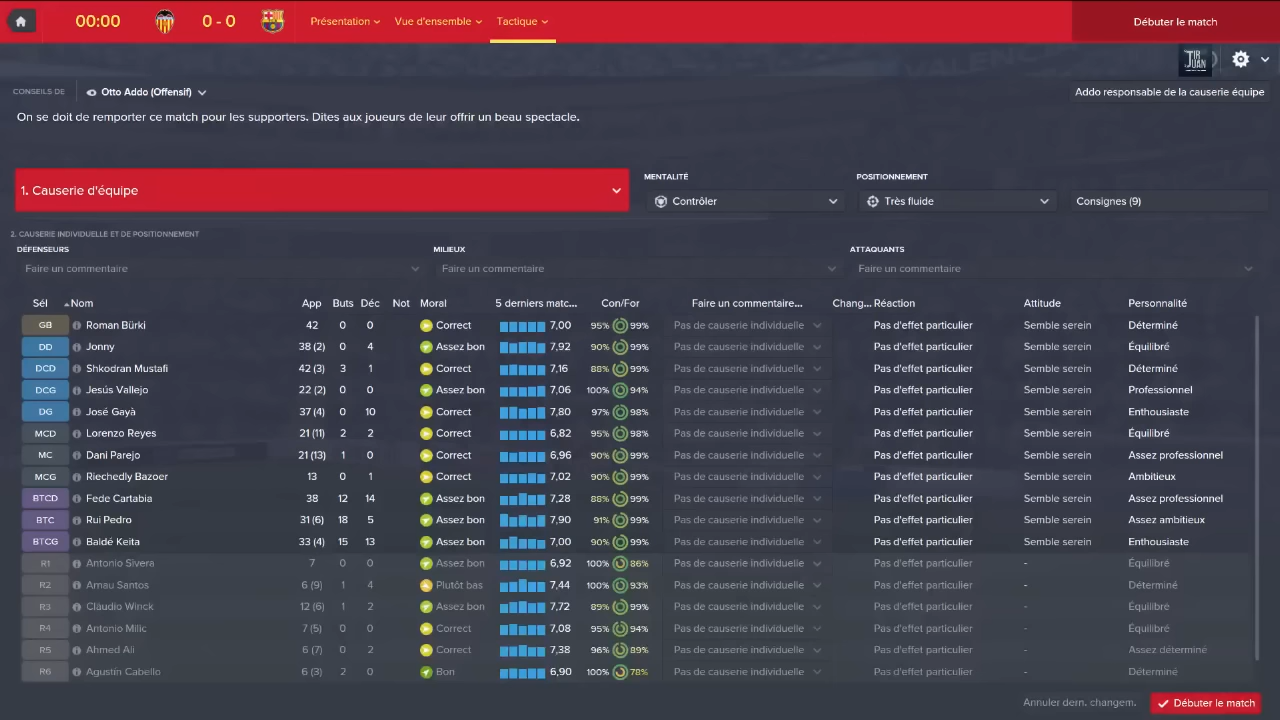 00:00 0 - 0 Présentation Vue d'ensemble Tactique Débuter le match
TIR JUAN
CONSEILS DE Otto Addo (Offensif) Addo responsable de la causerie équipe
On se doit de remporter ce match pour les supporters. Dites aux joueurs de leur offrir un beau spectacle.
MENTALITÉ POSITIONNEMENT
1. Causerie d'équipe Contrôler Très fluide Consignes (9)
2. CAUSERIE INDIVIDUELLE ET DE POSITIONNEMENT
DÉFENSEURS MILIEUX ATTAQUANTS
Faire un commentaire Faire un commentaire Faire un commentaire
Sél Nom App Buts Déc Not Moral 5 derniers matc... Con/For Faire un commentaire... Chang... Réaction Attitude Personnalité
GB Roman Bürki 42 0 0 Correct 7,00 95% 99% Pas de causerie individuelle Pas d'effet particulier Semble serein Déterminé
DD Jonny 38 (2) 0 4 Assez bon 7,92 90% 99% Pas de causerie individuelle Pas d'effet particulier Semble serein Équilibré
DCD Shkodran Mustafi 42 (3) 3 1 Correct 7,16 88% 99% Pas de causerie individuelle Pas d'effet particulier Semble serein Déterminé
DCG Jesús Vallejo 22 (2) 0 0 Assez bon 7,06 100% 94% Pas de causerie individuelle Pas d'effet particulier Semble serein Professionnel
DG José Gayà 37 (4) 0 10 Correct 7,80 97% 98% Pas de causerie individuelle Pas d'effet particulier Semble serein Enthousiaste
MCD Lorenzo Reyes 21 (11) 2 2 Correct 6,82 95% 98% Pas de causerie individuelle Pas d'effet particulier Semble serein Équilibré
MC Dani Parejo 21 (13) 1 0 Correct 6,96 90% 99% Pas de causerie individuelle Pas d'effet particulier Semble serein Assez professionnel
MCG Riechedly Bazoer 13 0 1 Correct 7,02 90% 99% Pas de causerie individuelle Pas d'effet particulier Semble serein Ambitieux
BTCD Fede Cartabia 38 12 14 Assez bon 7,28 88% 99% Pas de causerie individuelle Pas d'effet particulier Semble serein Assez professionnel
BTC Rui Pedro 31 (6) 18 5 Assez bon 7,90 91% 99% Pas de causerie individuelle Pas d'effet particulier Semble serein Assez ambitieux
BTCG Baldé Keita 33 (4) 15 13 Assez bon 7,00 90% 99% Pas de causerie individuelle Pas d'effet particulier Semble serein Enthousiaste
R1 Antonio Sivera 7 0 0 Assez bon 6,92 100% 86% Pas de causerie individuelle Pas d'effet particulier - Équilibré
R2 Arnau Santos 6 (9) 1 4 Plutôt bas 7,44 100% 93% Pas de causerie individuelle Pas d'effet particulier - Déterminé
R3 Cláudio Winck 12 (6) 1 2 Assez bon 7,72 89% 99% Pas de causerie individuelle Pas d'effet particulier - Équilibré
R4 Antonio Milic 7 (5) 0 0 Correct 7,08 95% 94% Pas de causerie individuelle Pas d'effet particulier - Équilibré
R5 Ahmed Ali 6 (7) 0 2 Correct 7,38 96% 89% Pas de causerie individuelle Pas d'effet particulier - Assez déterminé
R6 Agustín Cabello 6 (3) 2 0 Bon 6,90 100% 78% Pas de causerie individuelle Pas d'effet particulier - Déterminé
Annuler dern. changem. Débuter le match